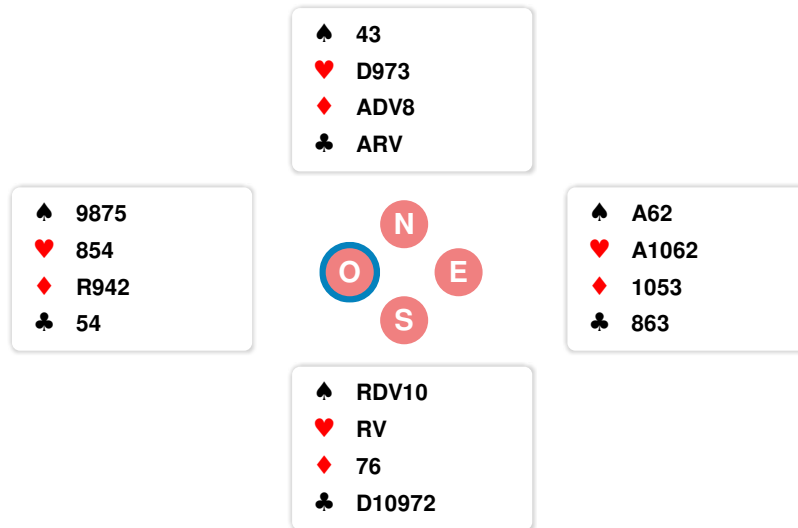 ♠ 43
♥ D973
♦ ADV8
♣ ARV
♠ 9875
♥ 854
♦ R942
♣ 54
N
O
E
S
♠ A62
♥ A1062
♦ 1053
♣ 863
♠ RDV10
♥ RV
♦ 76
♣ D10972